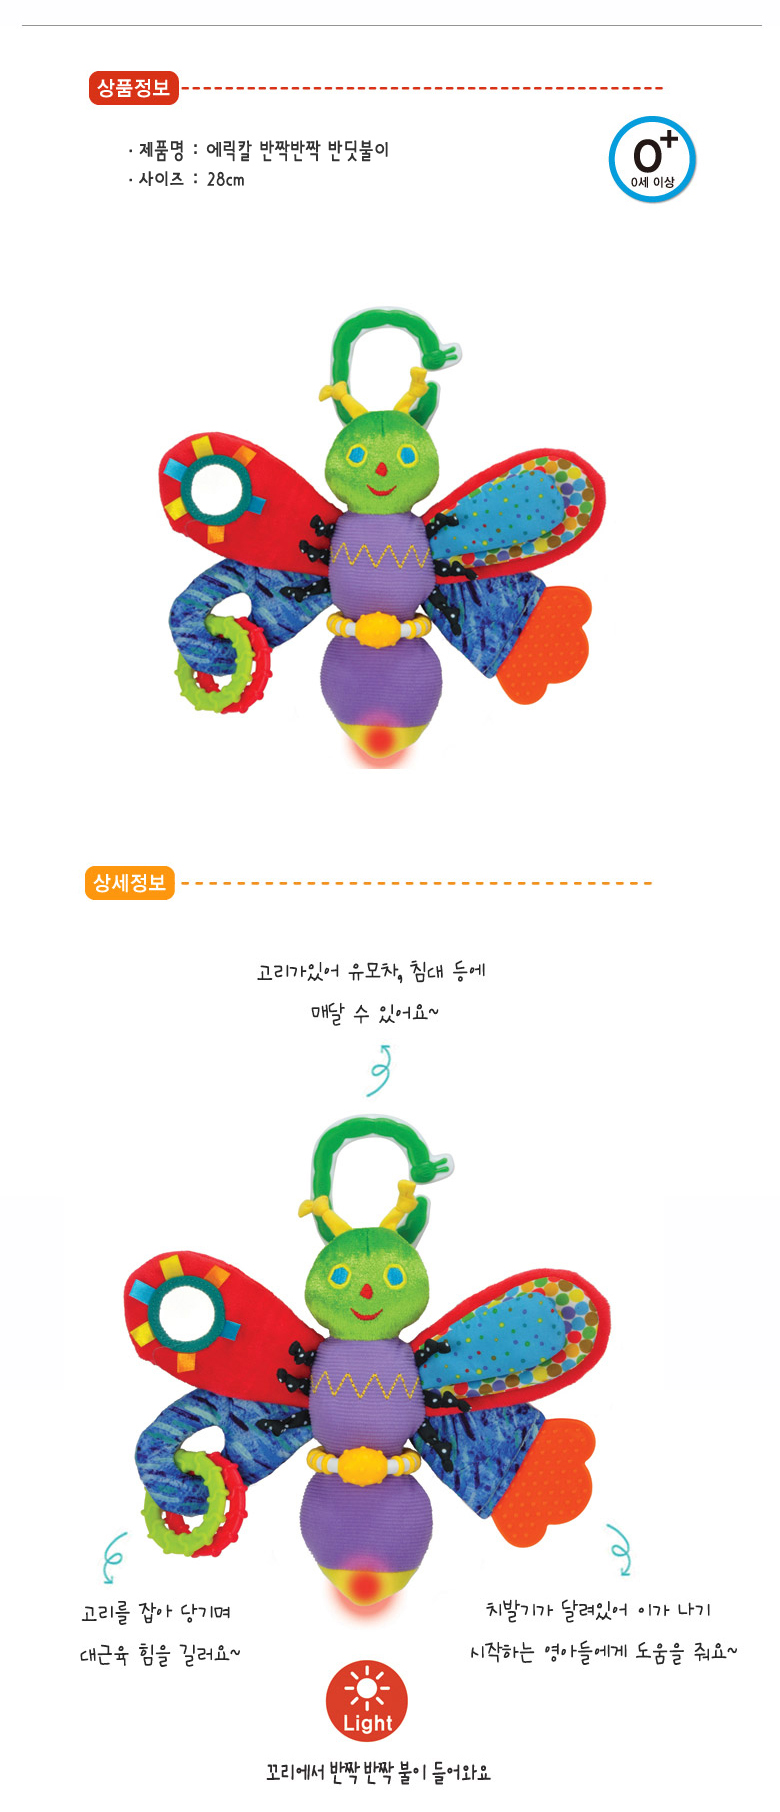 상품정보
· 제품명 : 에릭칼 반짝반짝 반딧불이
· 사이즈 : 28cm
0+
0세 이상
상세정보
고리가있어 유모차, 침대 등에
매달 수 있어요~
고리를 잡아 당기며
대근육 힘을 길러요~
치발기가 달려있어 이가 나기
시작하는 영아들에게 도움을 줘요~
Light
꼬리에서 반짝 반짝 불이 들어와요